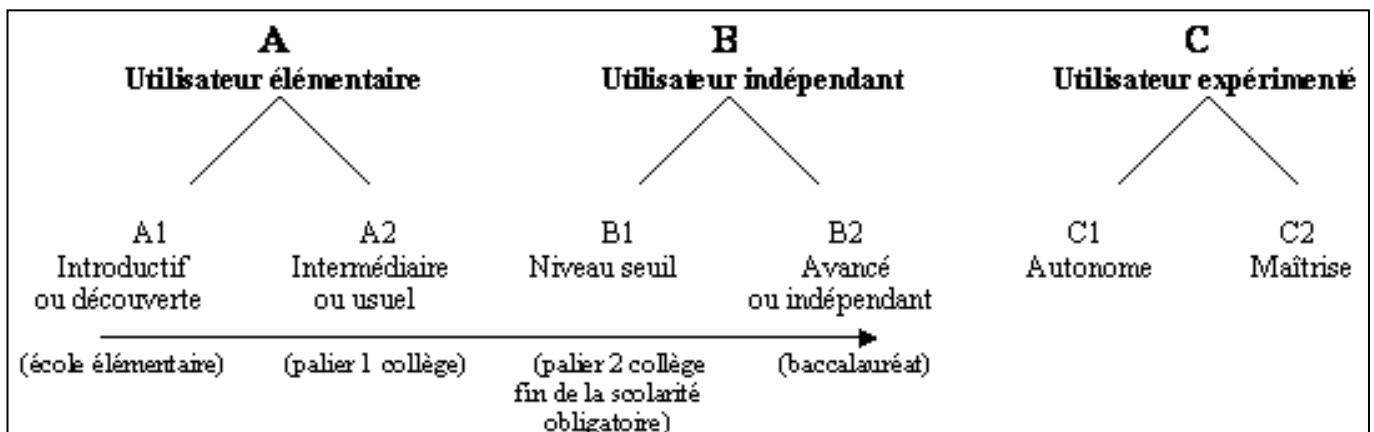 A B C
Utilisateur élémentaire Utilisateur indépendant Utilisateur expérimenté
A1 A2 B1 B2 C1 C2
Introductif Intermédiaire Niveau seuil Avancé Autonome Maîtrise
ou découverte ou usuel ou indépendant
(école élémentaire) (palier 1 collège) (palier 2 collège (baccalauréat)
fin de la scolarité
obligatoire)